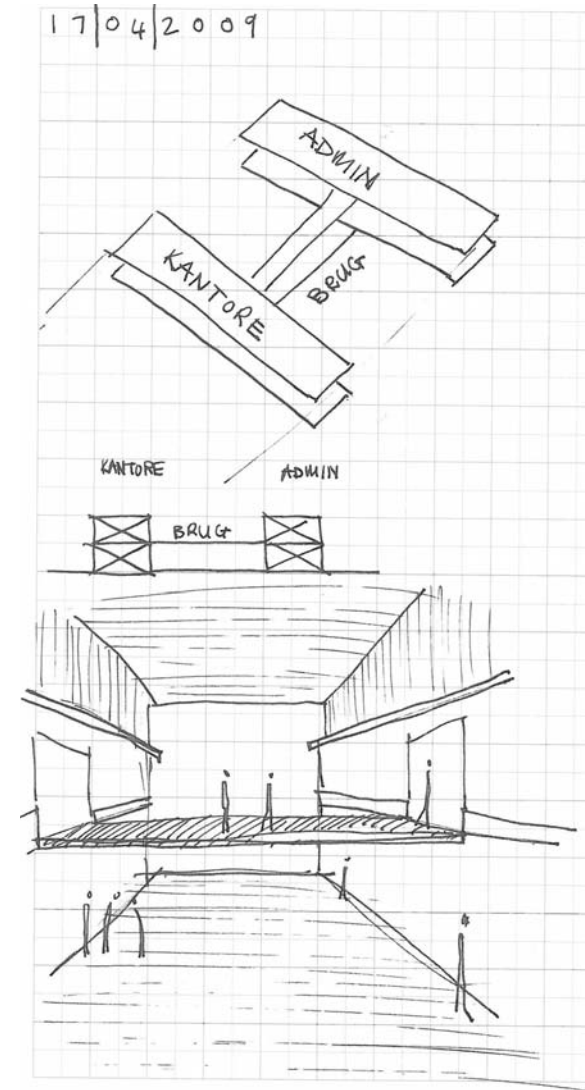 17|04|2009
ADMIN
KANTORE
BRUG
KANTORE ADMIN
BRUG